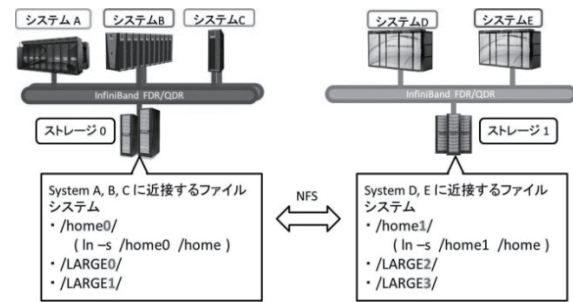 システム A
システムB
システムC
InfiniBand FDR/QDR
ストレージ 0
System A, B, C に近接するファイル
システム
・/home0/
( ln –s /home0 /home )
・/LARGE0/
・/LARGE1/
NFS
システムD
システムE
InfiniBand FDR/QDR
ストレージ 1
System D, E に近接するファイル
システム
・/home1/
( ln –s /home1 /home )
・/LARGE2/
・/LARGE3/